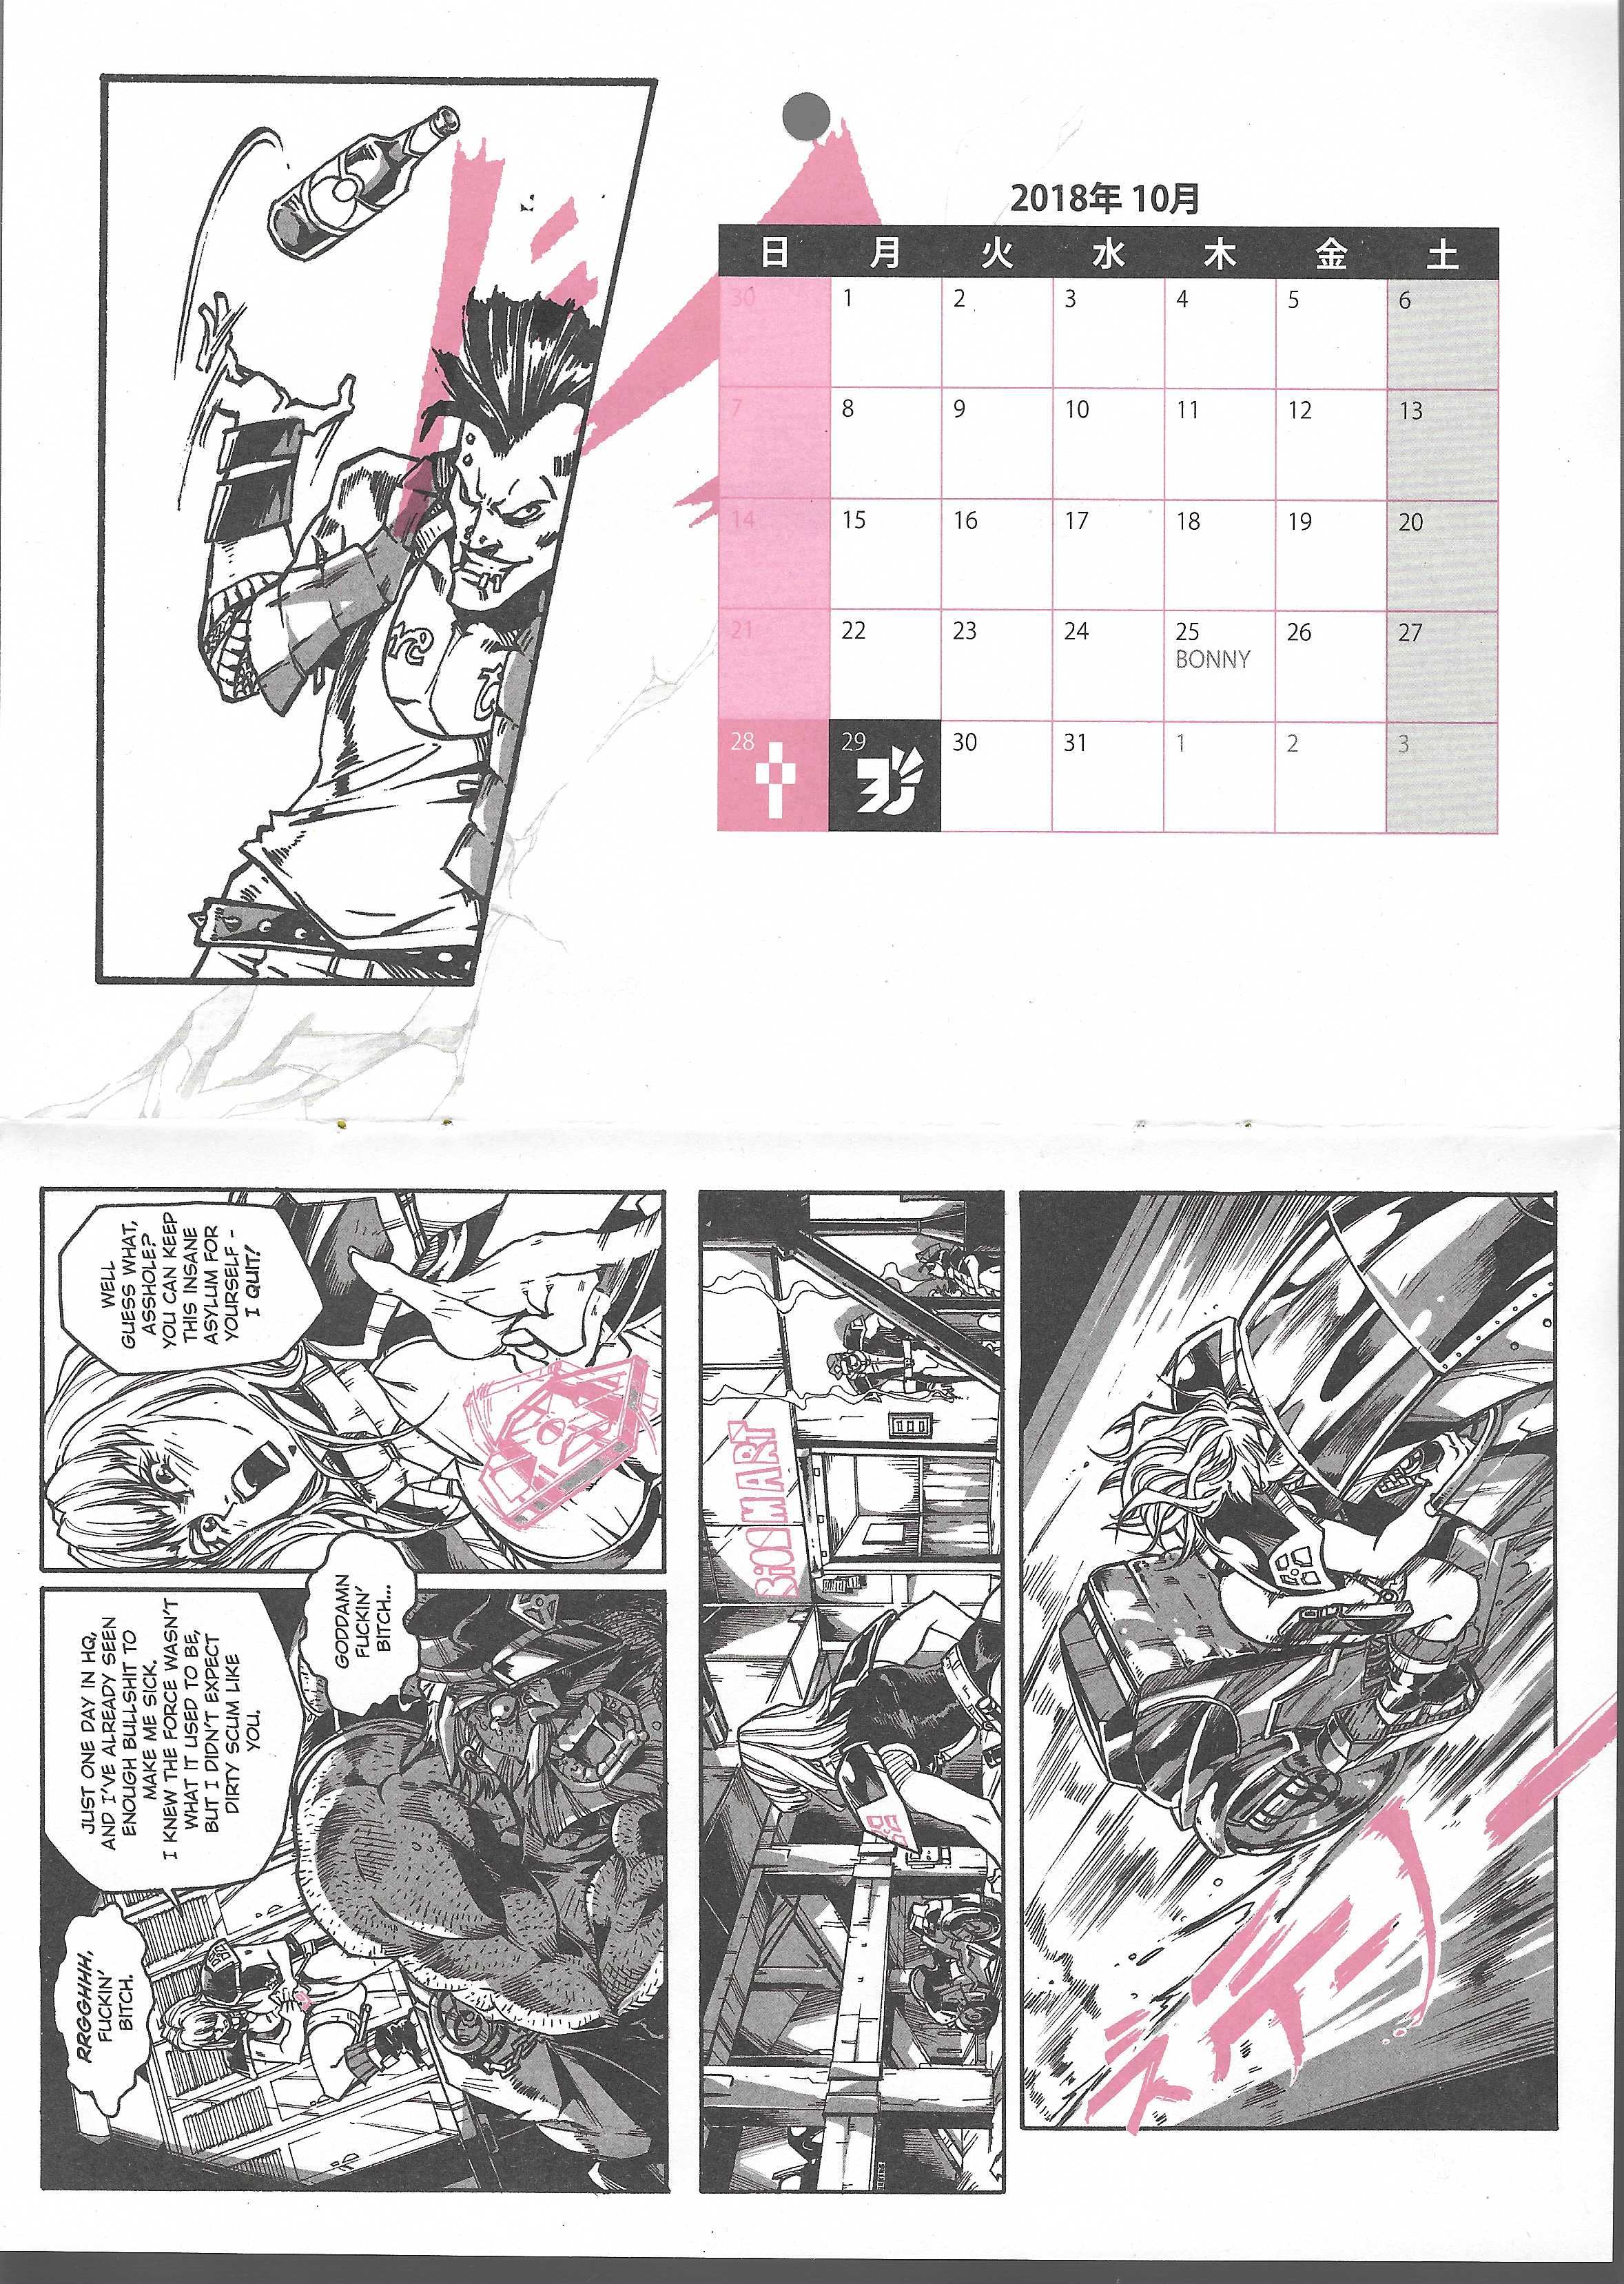 RRGGHHH,
FUCKIN'
BITCH.
JUST ONE DAY IN HQ,
AND I'VE ALREADY SEEN
ENOUGH BULLSHIT TO
MAKE ME SICK.
I KNEW THE FORCE WASN'T
WHAT IT USED TO BE,
BUT I DIDN'T EXPECT
DIRTY SCUM LIKE
YOU.
GODDAMN
FUCKIN'
BITCH...
WELL
GUESS WHAT,
ASSHOLE?
YOU CAN KEEP
THIS INSANE
ASYLUM FOR
YOURSELF -
I QUIT!
MART
2018年 10月
日 月 火 水 木 金 土
30 1 2 3 4 5 6
7 8 9 10 11 12 13
14 15 16 17 18 19 20
21 22 23 24 25 26 27
BONNY
28 29 30 31 1 2 3